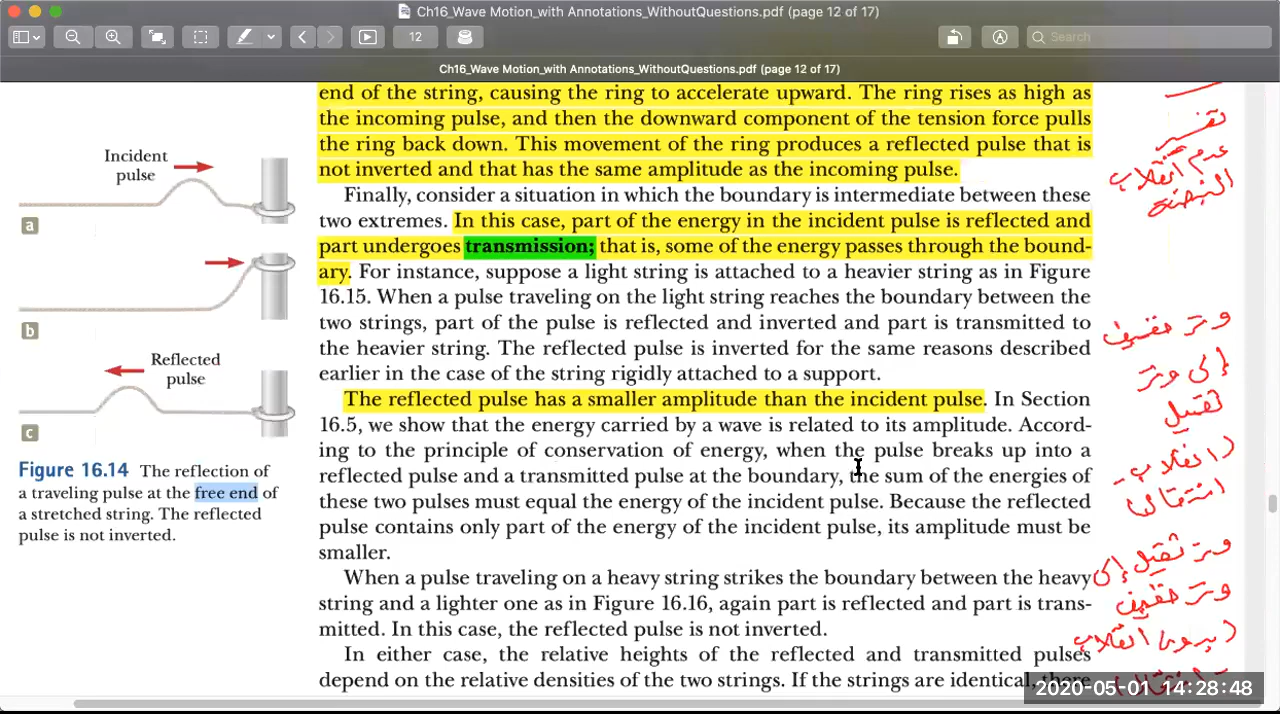 Ch16_Wave Motion_with Annotations_WithoutQuestions.pdf (page 12 of 17)
12
Search
Ch16_Wave Motion_with Annotations_WithoutQuestions.pdf (page 12 of 17)
Incident
pulse
a
b
Reflected
pulse
c
Figure 16.14 The reflection of
a traveling pulse at the free end of
a stretched string. The reflected
pulse is not inverted.
end of the string, causing the ring to accelerate upward. The ring rises as high as
the incoming pulse, and then the downward component of the tension force pulls
the ring back down. This movement of the ring produces a reflected pulse that is
not inverted and that has the same amplitude as the incoming pulse.
Finally, consider a situation in which the boundary is intermediate between these
two extremes. In this case, part of the energy in the incident pulse is reflected and
part undergoes transmission; that is, some of the energy passes through the bound-
ary. For instance, suppose a light string is attached to a heavier string as in Figure
16.15. When a pulse traveling on the light string reaches the boundary between the
two strings, part of the pulse is reflected and inverted and part is transmitted to
the heavier string. The reflected pulse is inverted for the same reasons described
earlier in the case of the string rigidly attached to a support.
The reflected pulse has a smaller amplitude than the incident pulse. In Section
16.5, we show that the energy carried by a wave is related to its amplitude. Accord-
ing to the principle of conservation of energy, when the pulse breaks up into a
reflected pulse and a transmitted pulse at the boundary, the sum of the energies of
these two pulses must equal the energy of the incident pulse. Because the reflected
pulse contains only part of the energy of the incident pulse, its amplitude must be
smaller.
When a pulse traveling on a heavy string strikes the boundary between the heavy
string and a lighter one as in Figure 16.16, again part is reflected and part is trans-
mitted. In this case, the reflected pulse is not inverted.
In either case, the relative heights of the reflected and transmitted pulses
depend on the relative densities of the two strings. If the strings are identical, there
تفسير
عدم انقلاب
النبضة
وتر خفيف
إلى وتر
ثقيل
(انقلاب
وتر ثقيل إلى
وتر خفيف
(بدون انقلاب
2020-05-01 14:28:48